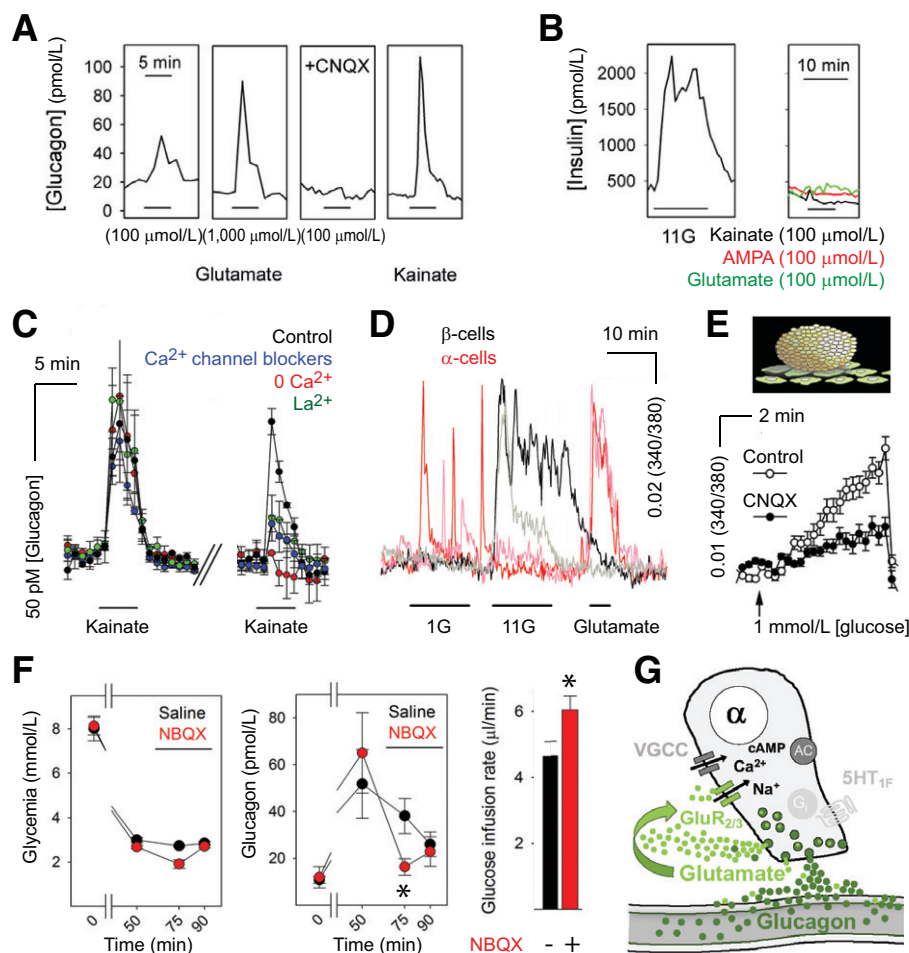 A
5 min
+CNQX
[Glucagon] (pmol/L)
100
80
60
40
20
0
(100 μmol/L)
(1,000 μmol/L)
(100 μmol/L)
Glutamate
Kainate
B
10 min
[Insulin] (pmol/L)
2000
1500
1000
500
11G
Kainate (100 μmol/L)
AMPA (100 μmol/L)
Glutamate (100 μmol/L)
C
5 min
50 pM [Glucagon]
Control
Ca²⁺ channel blockers
0 Ca²⁺
La²⁺
Kainate
Kainate
D
β-cells
α-cells
10 min
0.02 (340/380)
1G
11G
Glutamate
E
2 min
0.01 (340/380)
Control
CNQX
1 mmol/L [glucose]
F
Glycemia (mmol/L)
8
6
4
2
Saline
NBQX
0
50
75
90
Time (min)
Glucagon (pmol/L)
80
60
40
20
Saline
NBQX
*
0
50
75
90
Time (min)
Glucose infusion rate (μl/min)
6
4
2
*
NBQX
-
+
G
α
VGCC
cAMP
AC
Ca²⁺
Na⁺
5HT₁F
Gᵢ
GluR₂/₃
Glutamate
Glucagon